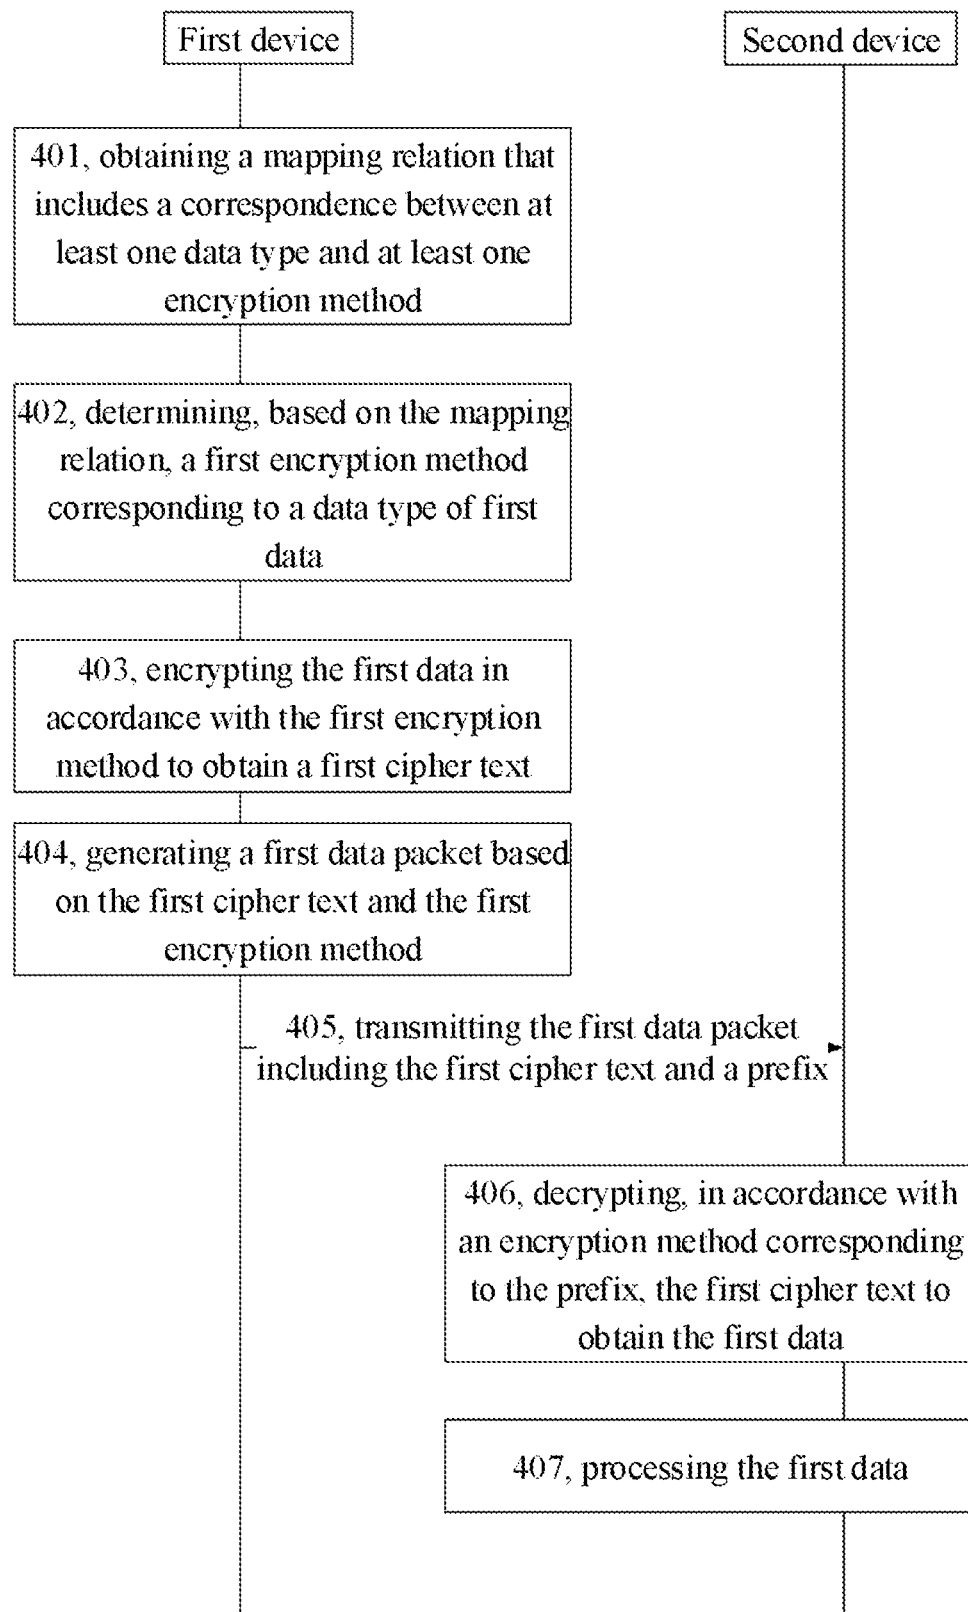 First device
Second device
401, obtaining a mapping relation that
includes a correspondence between at
least one data type and at least one
encryption method
402, determining, based on the mapping
relation, a first encryption method
corresponding to a data type of first
data
403, encrypting the first data in
accordance with the first encryption
method to obtain a first cipher text
404, generating a first data packet based
on the first cipher text and the first
encryption method
405, transmitting the first data packet
including the first cipher text and a prefix
406, decrypting, in accordance with
an encryption method corresponding
to the prefix, the first cipher text to
obtain the first data
407, processing the first data